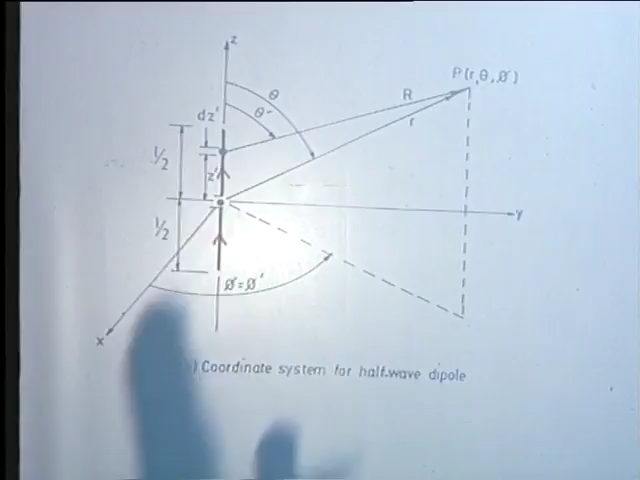 z
P(r,θ,Ø)
θ
R
θ'
dz'
r
l/2
z'
y
l/2
Ø=Ø'
x
) Coordinate system for half-wave dipole